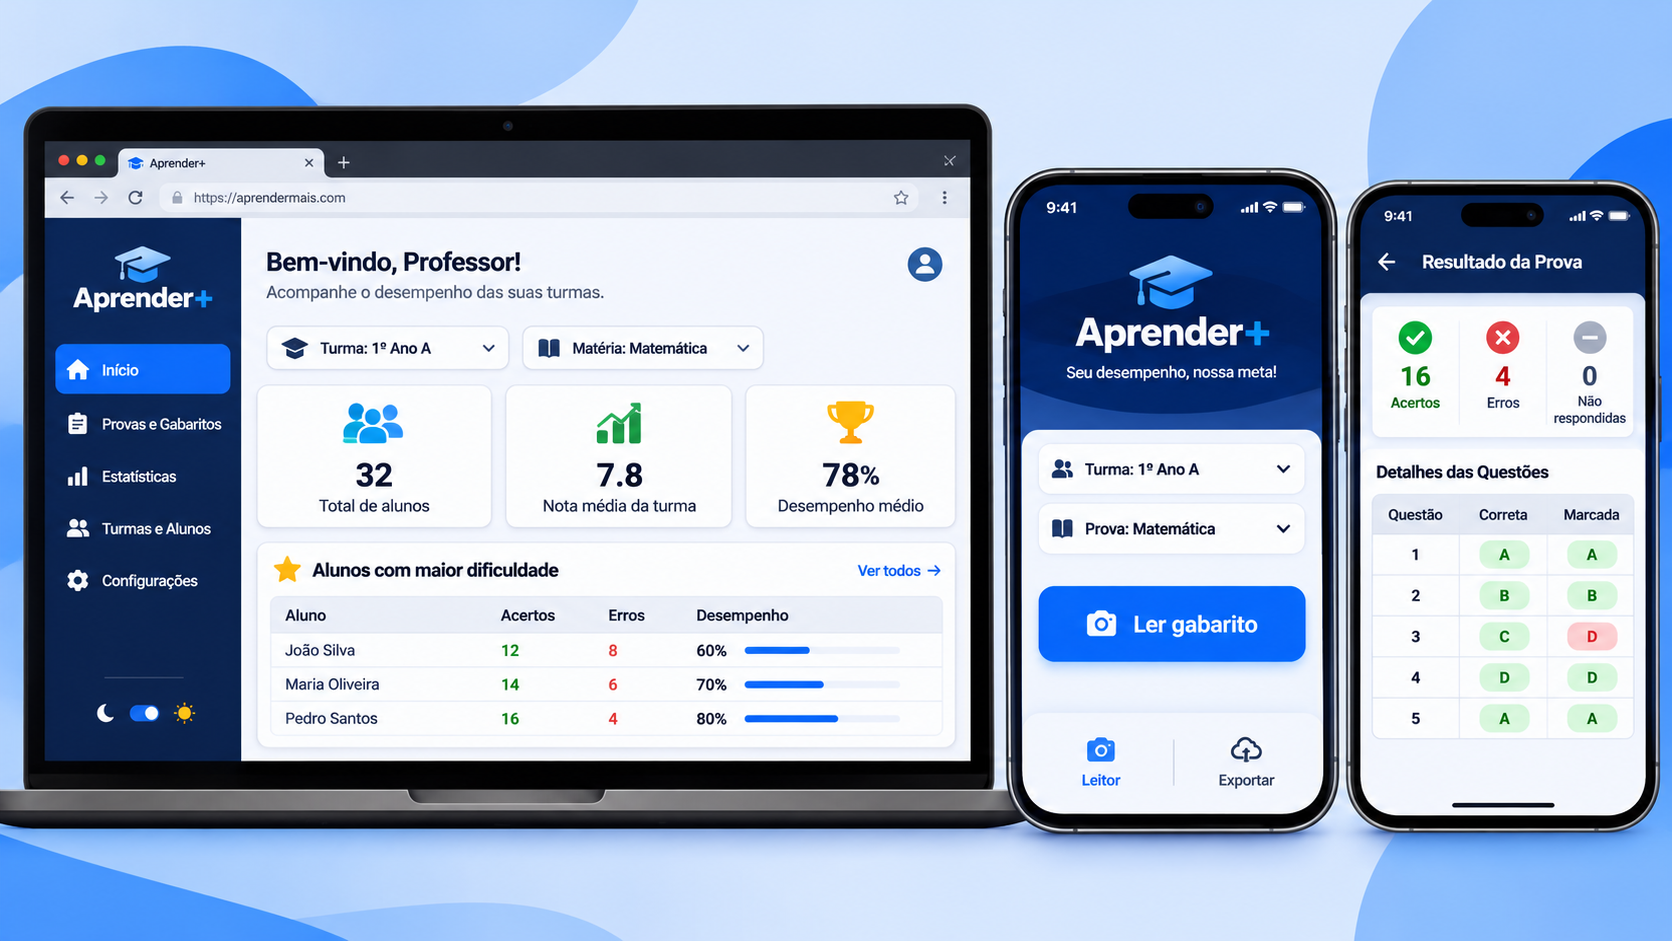 Aprender+
https://aprendermais.com
Aprender+
Início
Provas e Gabaritos
Estatísticas
Turmas e Alunos
Configurações
Bem-vindo, Professor!
Acompanhe o desempenho das suas turmas.
Turma: 1º Ano A
Matéria: Matemática
32
Total de alunos
7.8
Nota média da turma
78%
Desempenho médio
Alunos com maior dificuldade
Ver todos →
Aluno Acertos Erros Desempenho
João Silva 12 8 60%
Maria Oliveira 14 6 70%
Pedro Santos 16 4 80%
9:41
Aprender+
Seu desempenho, nossa meta!
Turma: 1º Ano A
Prova: Matemática
Ler gabarito
Leitor
Exportar
9:41
Resultado da Prova
16
Acertos
4
Erros
0
Não
respondidas
Detalhes das Questões
Questão Correta Marcada
1 A A
2 B B
3 C D
4 D D
5 A A